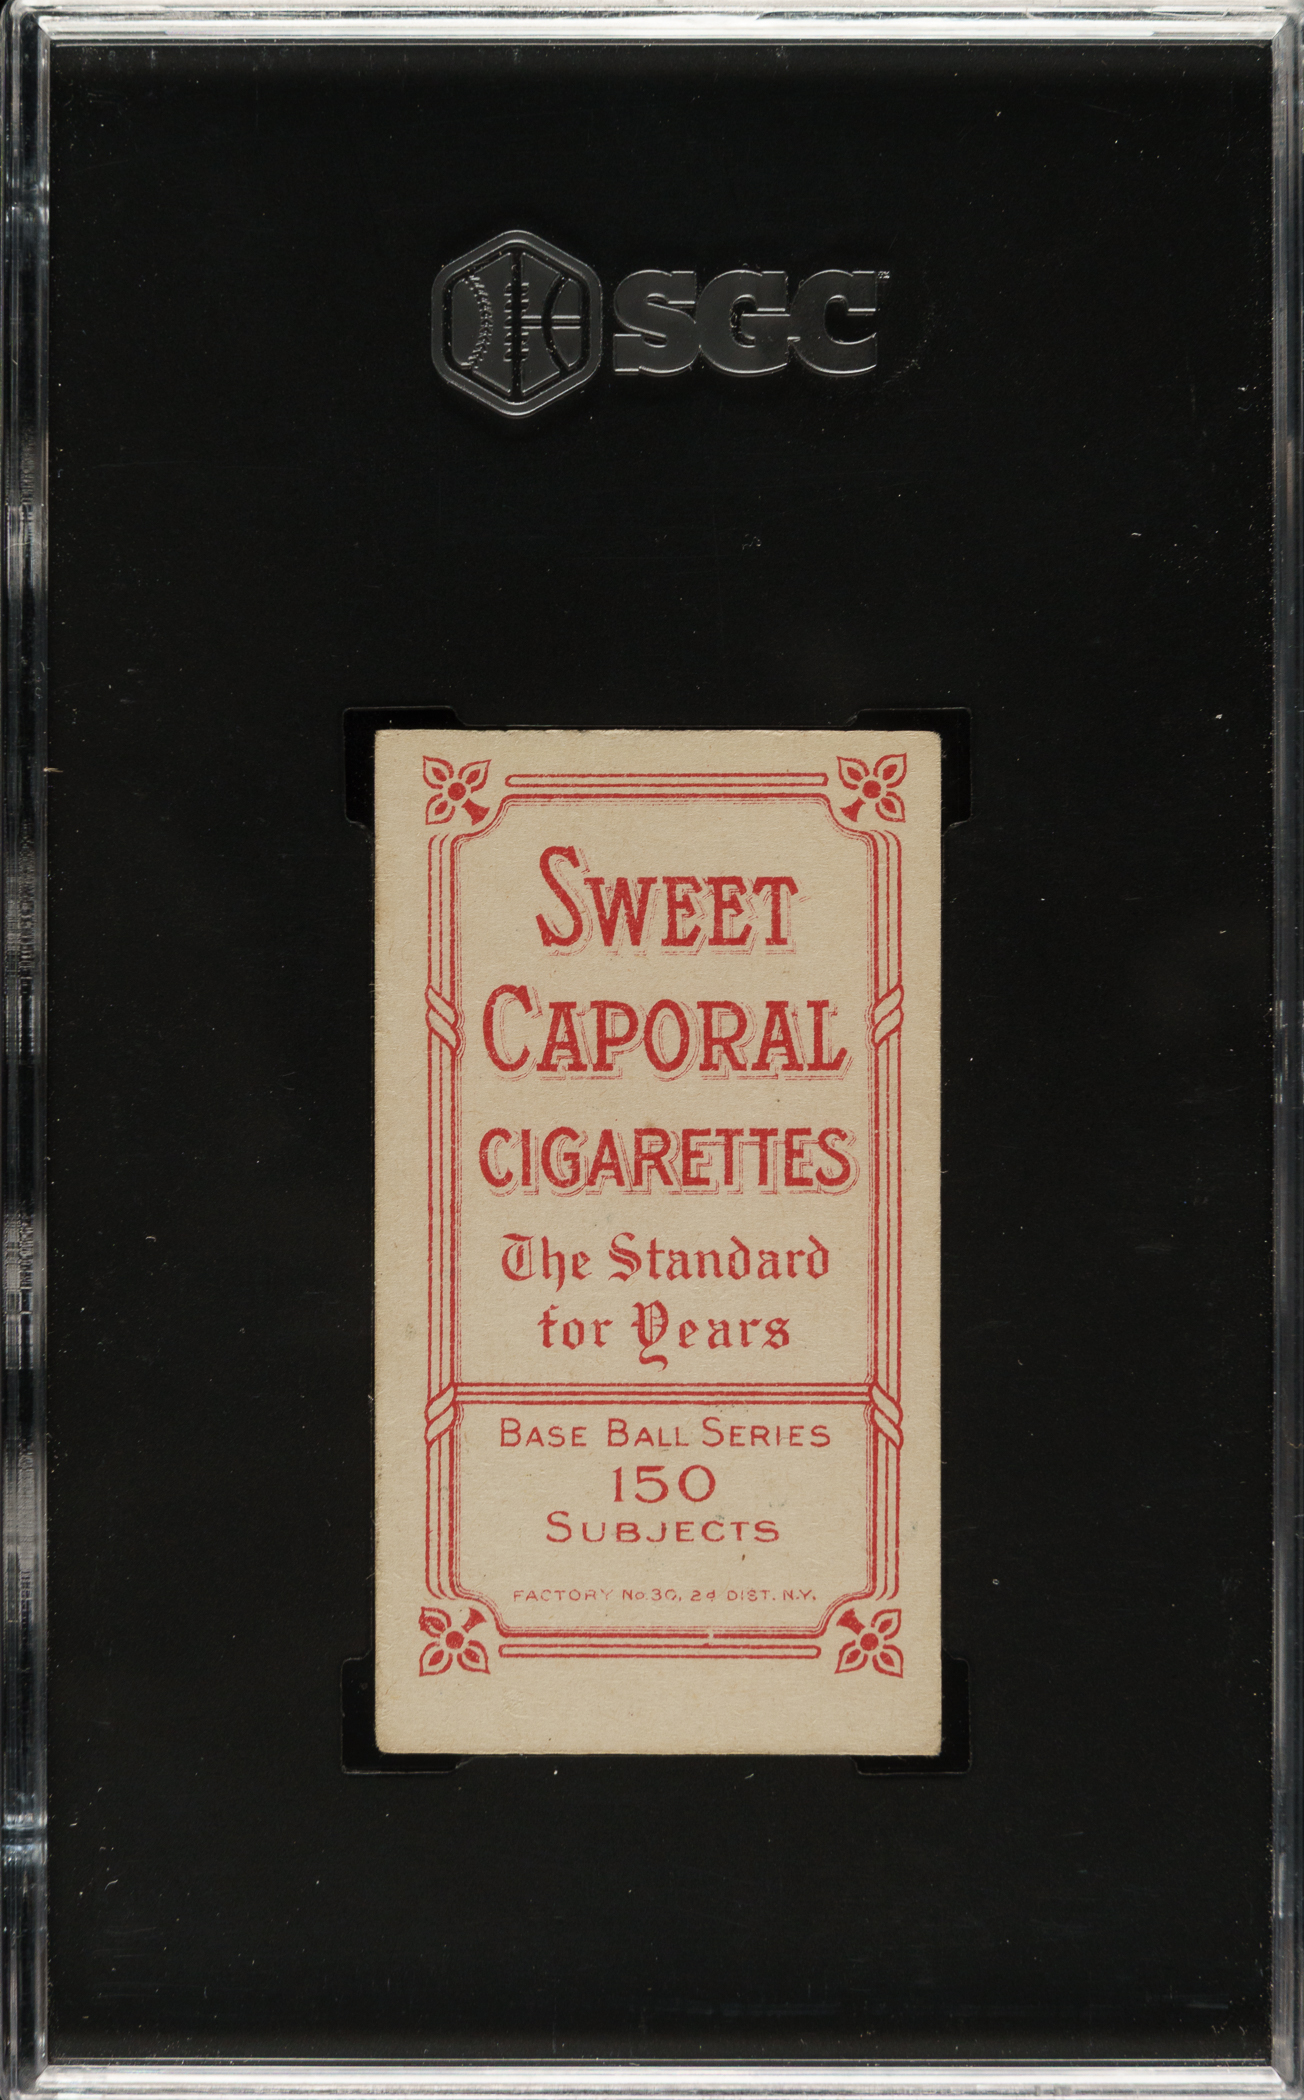 SGC
SWEET
CAPORAL
CIGARETTES
The Standard
for Years
BASE BALL SERIES
150
SUBJECTS
FACTORY No. 30, 2d DIST. N.Y.